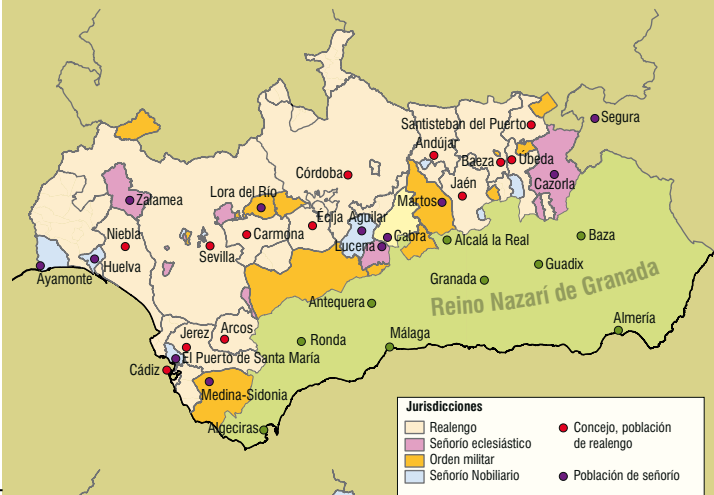 Santisteban del Puerto
Segura
Andújar
Baeza
Úbeda
Córdoba
Jaén
Cazorla
Zalamea
Lora del Río
Martos
Écija
Aguilar
Niebla
Carmona
Cabra
Sevilla
Lucena
Alcalá la Real
Baza
Huelva
Guadix
Ayamonte
Granada
Reino Nazarí de Granada
Antequera
Almería
Jerez
Arcos
Ronda
Málaga
El Puerto de Santa María
Cádiz
Medina-Sidonia
Algeciras
Jurisdicciones
Realengo
Señorío eclesiástico
Orden militar
Señorío Nobiliario
Concejo, población
de realengo
Población de señorío